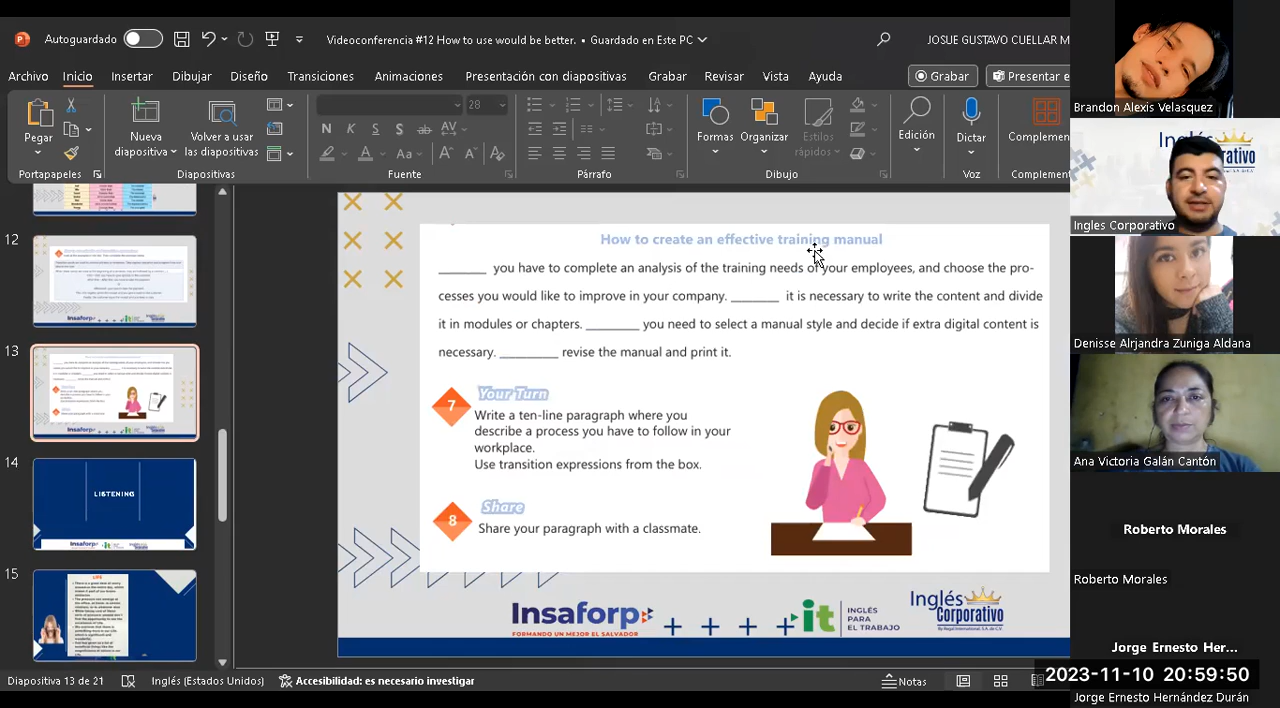 Autoguardado
Videoconferencia #12 How to use would be better. • Guardado en Este PC
JOSUE GUSTAVO CUELLAR M
Archivo Inicio Insertar Dibujar Diseño Transiciones Animaciones Presentación con diapositivas Grabar Revisar Vista Ayuda
Grabar
Presentar e
Pegar
Nueva diapositiva
Volver a usar las diapositivas
28
N K S S ab AV
Aa A A
Formas Organizar Estilos rápidos
Edición Dictar Complemen
Portapapeles Diapositivas Fuente Párrafo Dibujo Voz Complement
12
13
14
LISTENING
15
LIFE
How to create an effective training manual
_______ you have to complete an analysis of the training needs
employees, and
the pro-
cesses you would like to improve in your company. _______ it is necessary to write the content and divide
it in modules or chapters. ________ you need to select a manual style and decide if extra digital content is
necessary. _________ revise the manual and print it.
7 Your Turn
Write a ten-line paragraph where you
describe a process you have to follow in your
workplace.
Use transition expressions from the box.
8 Share
Share your paragraph with a classmate.
insaforp
FORMANDO UN MEJOR EL SALVADOR
it INGLÉS
PARA
EL TRABAJO
Inglés
Corporativo
Brandon Alexis Velasquez
Ingles Corporativo
Denisse Aljrandra Zuniga Aldana
Ana Victoria Galán Cantón
Roberto Morales
Roberto Morales
Jorge Ernesto Her...
2023-11-10 20:59:50
Jorge Ernesto Hernández Durán
Diapositiva 13 de 21
Inglés (Estados Unidos)
Accesibilidad: es necesario investigar
Notas